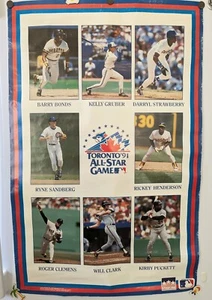 BARRY BONDS
KELLY GRUBER
DARRYL STRAWBERRY
TORONTO '91
ALL-STAR
GAME
30
RYNE SANDBERG
RICKEY HENDERSON
ROGER CLEMENS
WILL CLARK
KIRBY PUCKETT